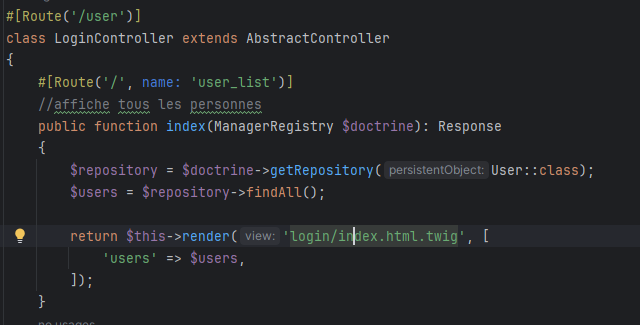 #[Route('/user')]
class LoginController extends AbstractController
{
#[Route('/', name: 'user_list')]
//affiche tous les personnes
public function index(ManagerRegistry $doctrine): Response
{
$repository = $doctrine->getRepository( persistentObject: User::class);
$users = $repository->findAll();
return $this->render( view: 'login/index.html.twig', [
'users' => $users,
]);
}
no usages